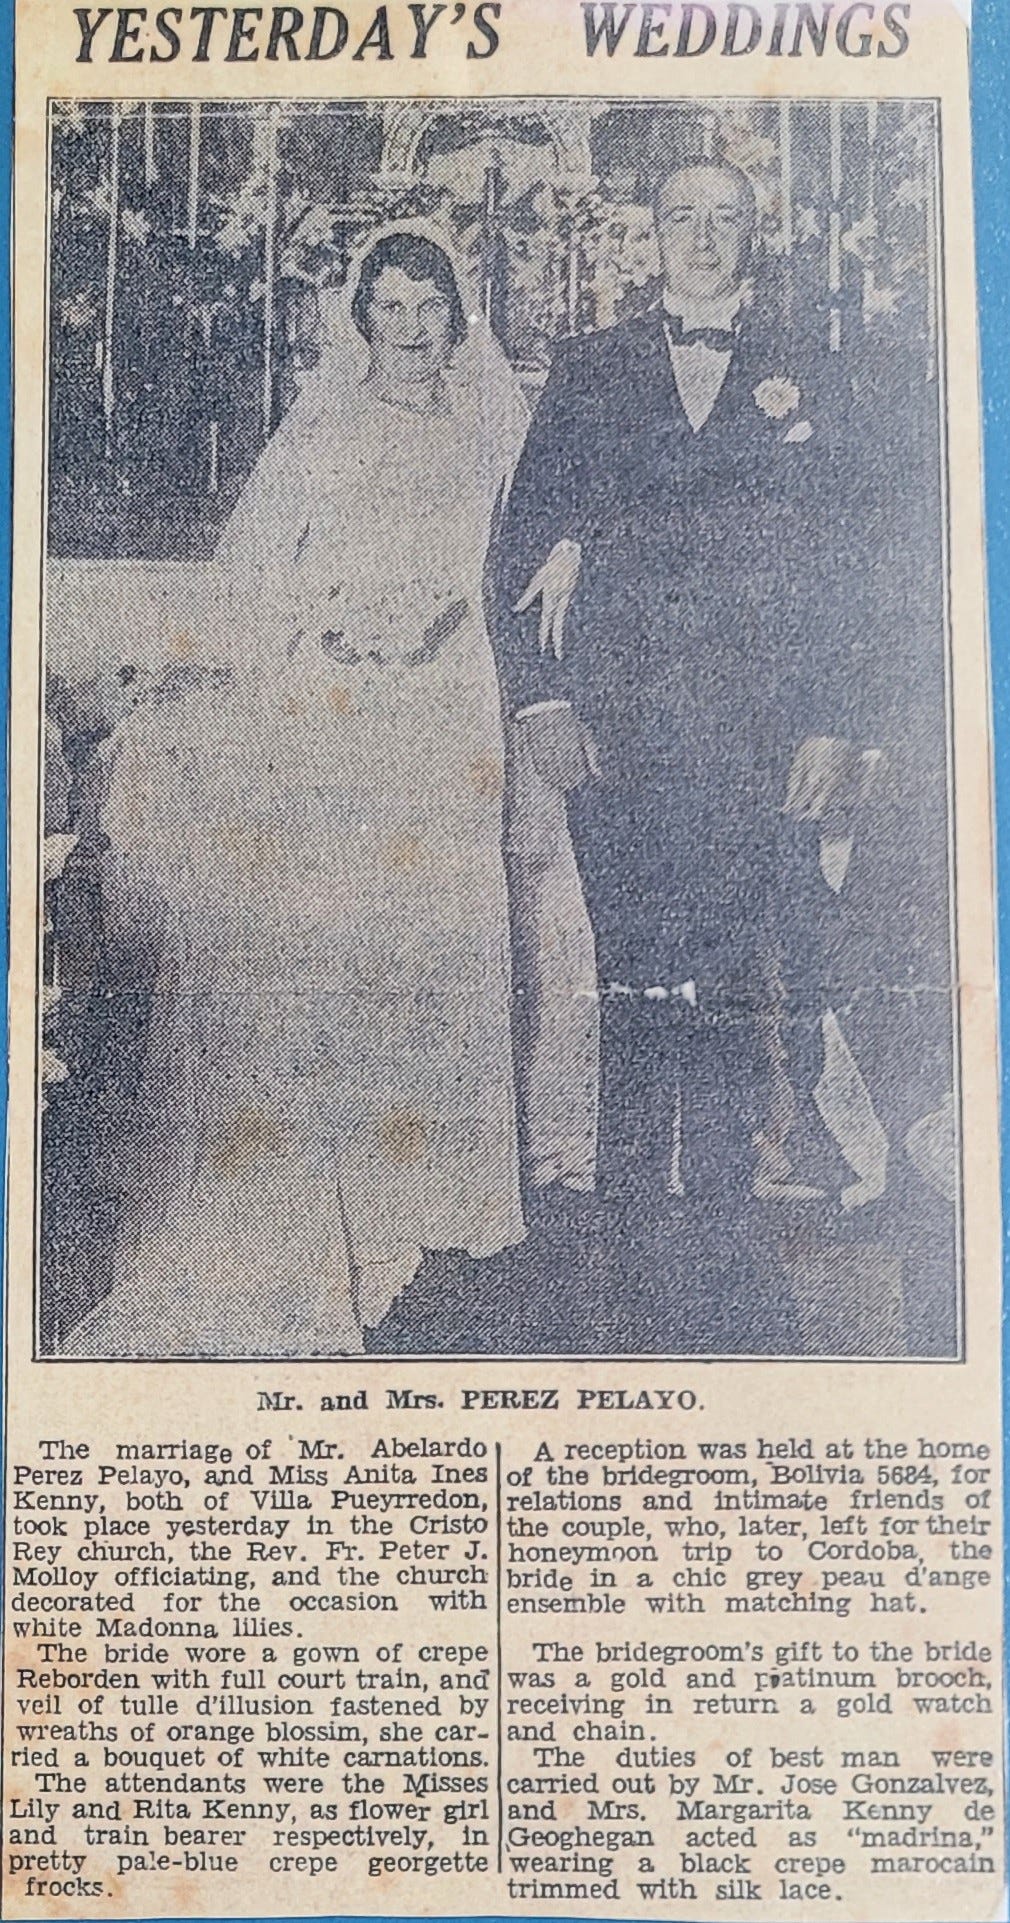 YESTERDAY'S WEDDINGS
Mr. and Mrs. PEREZ PELAYO.
The marriage of Mr. Abelardo
Perez Pelayo, and Miss Anita Ines
Kenny, both of Villa Pueyrredon,
took place yesterday in the Cristo
Rey church, the Rev. Fr. Peter J.
Molloy officiating, and the church
decorated for the occasion with
white Madonna lilies.
The bride wore a gown of crepe
Reborden with full court train, and
veil of tulle d'illusion fastened by
wreaths of orange blossim, she car-
ried a bouquet of white carnations.
The attendants were the Misses
Lily and Rita Kenny, as flower girl
and train bearer respectively, in
pretty pale-blue crepe georgette
frocks.
A reception was held at the home
of the bridegroom, Bolivia 5684, for
relations and intimate friends of
the couple, who, later, left for their
honeymoon trip to Cordoba, the
bride in a chic grey peau d'ange
ensemble with matching hat.
The bridegroom's gift to the bride
was a gold and platinum brooch,
receiving in return a gold watch
and chain.
The duties of best man were
carried out by Mr. Jose Gonzalvez,
and Mrs. Margarita Kenny de
Geoghegan acted as "madrina,"
wearing a black crepe marocain
trimmed with silk lace.